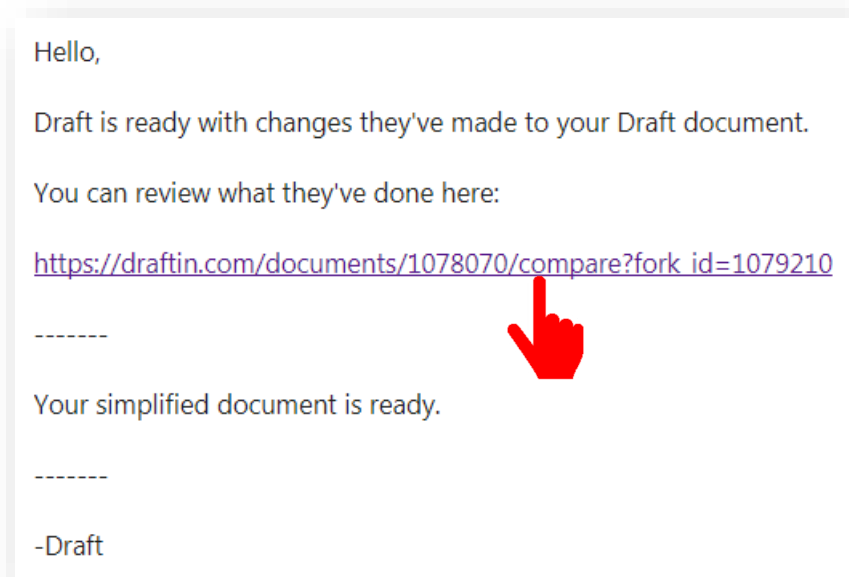 Hello,
Draft is ready with changes they've made to your Draft document.
You can review what they've done here:
https://draftin.com/documents/1078070/compare?fork_id=1079210
-------
Your simplified document is ready.
-------
-Draft